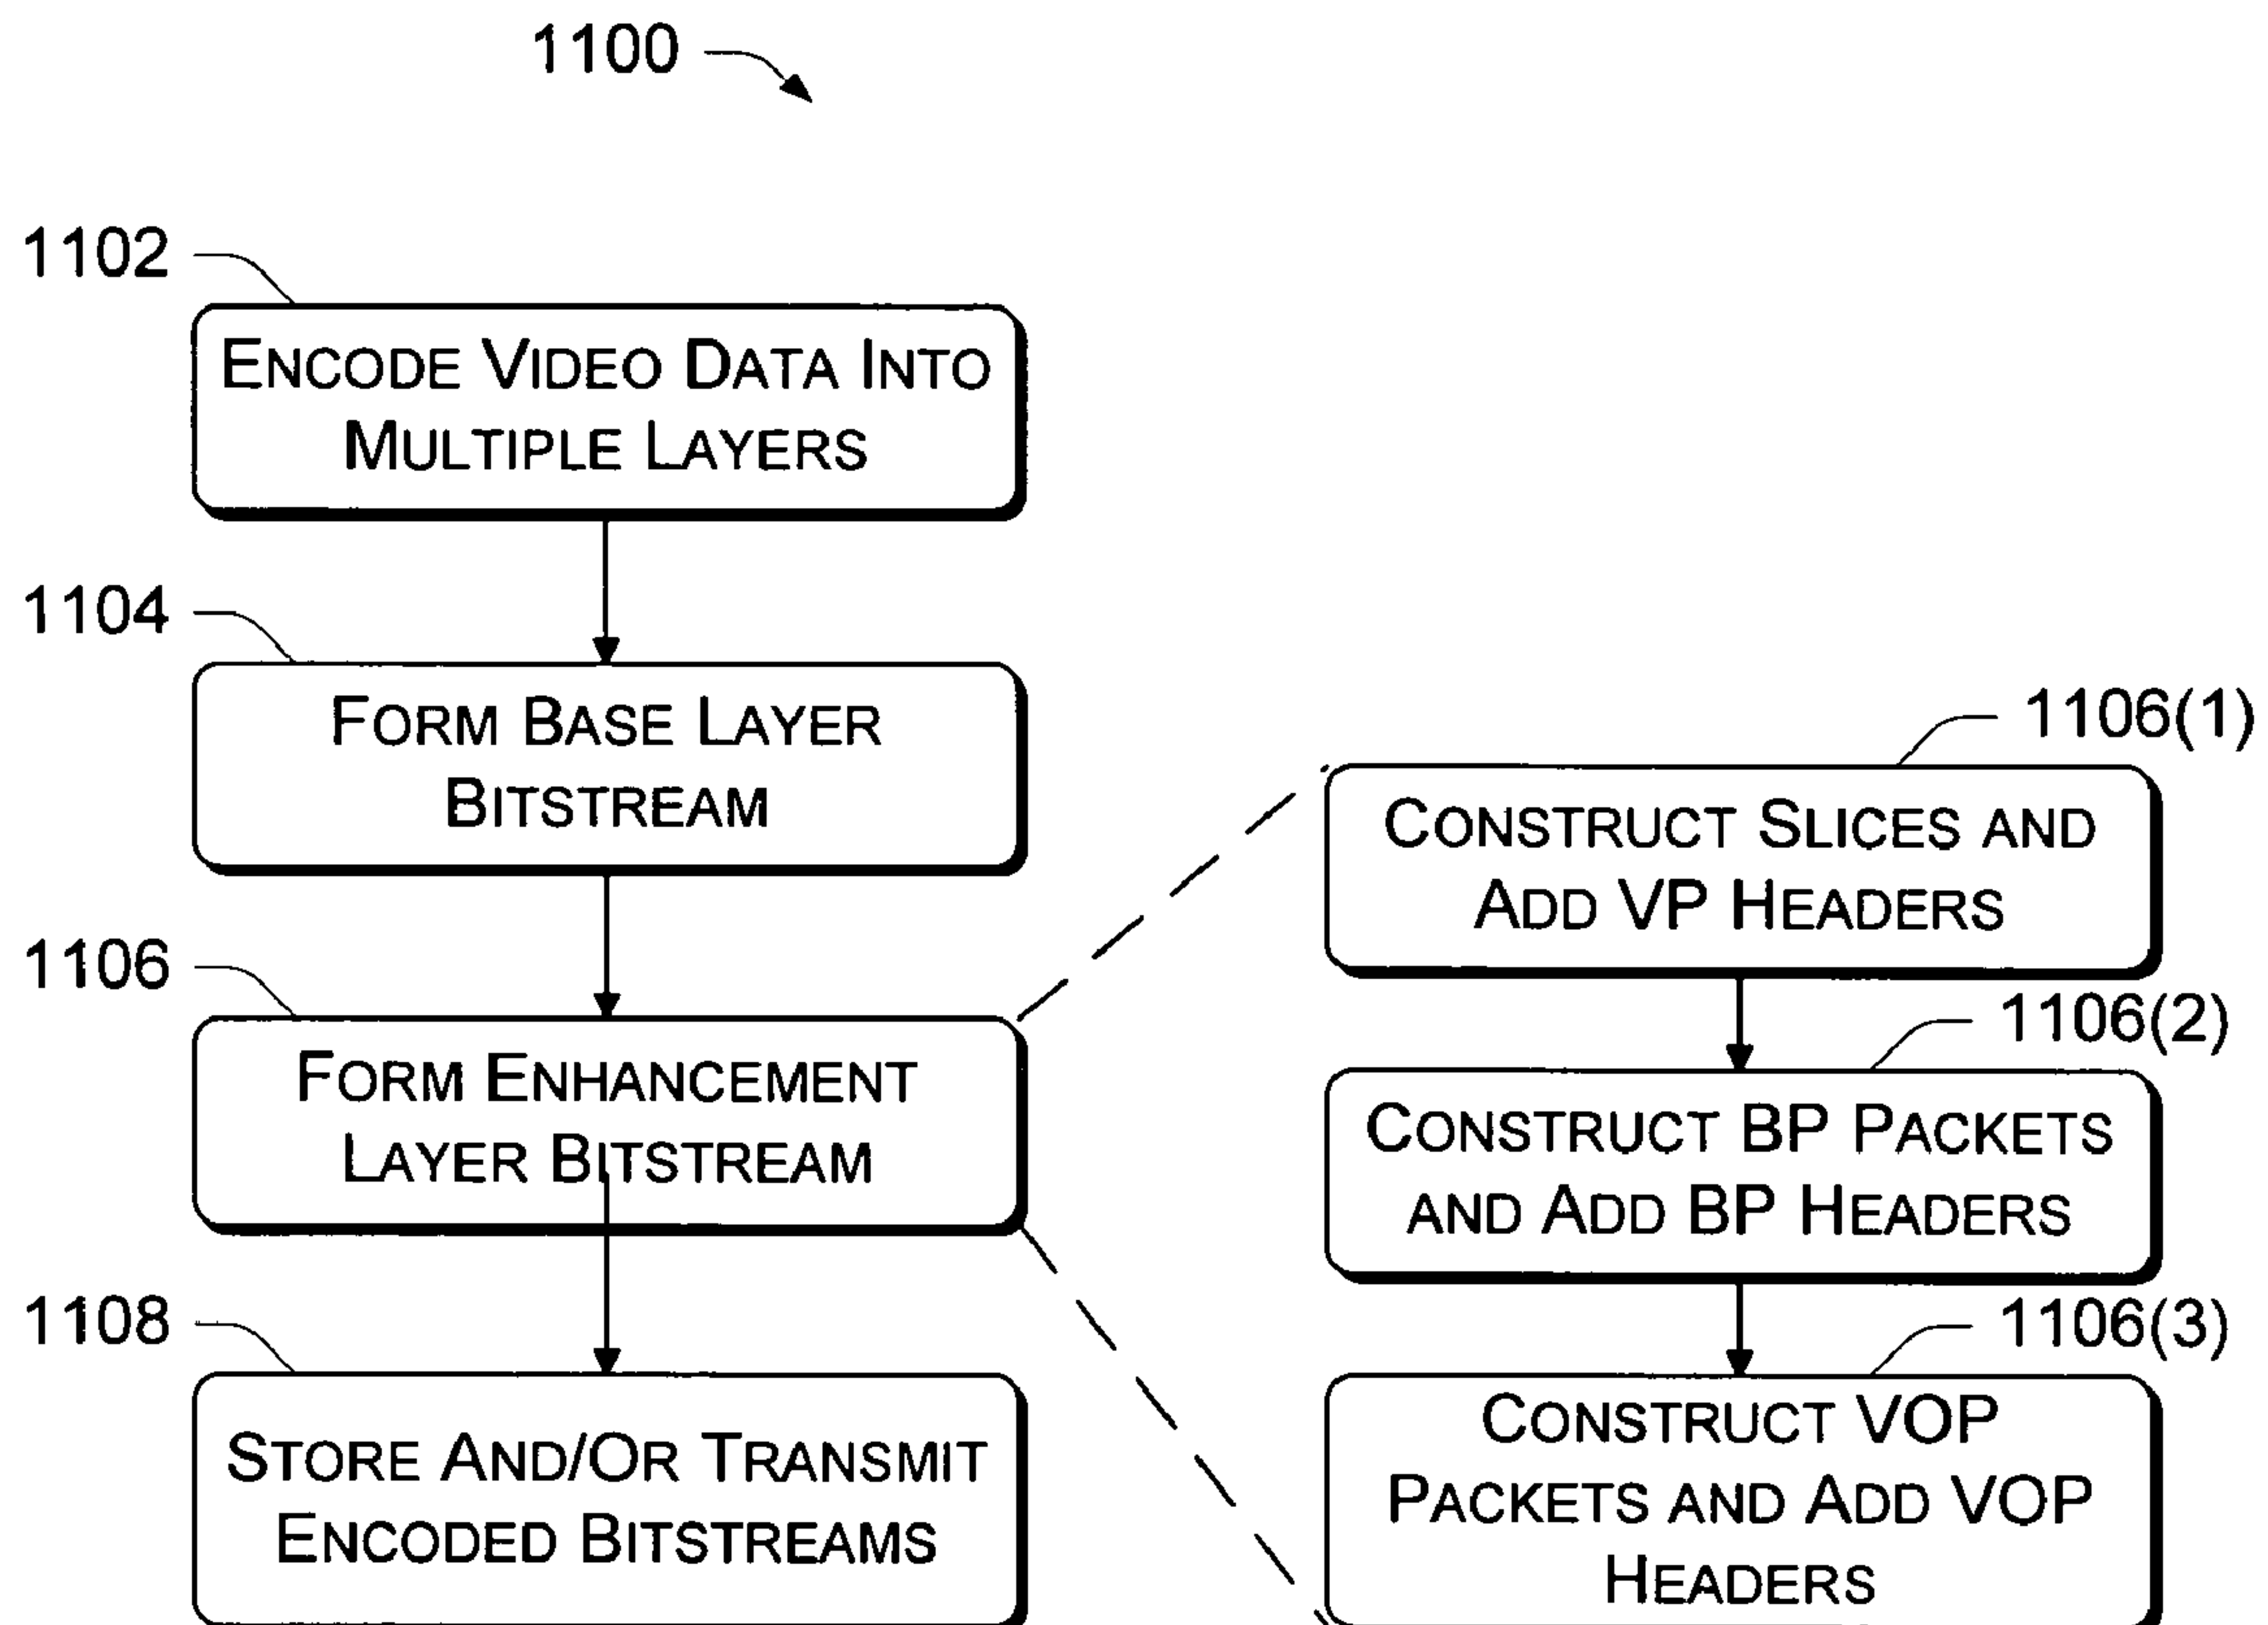 1100
1102
ENCODE VIDEO DATA INTO
MULTIPLE LAYERS
1104
FORM BASE LAYER
BITSTREAM
1106
FORM ENHANCEMENT
LAYER BITSTREAM
1108
STORE AND/OR TRANSMIT
ENCODED BITSTREAMS
1106(1)
CONSTRUCT SLICES AND
ADD VP HEADERS
1106(2)
CONSTRUCT BP PACKETS
AND ADD BP HEADERS
1106(3)
CONSTRUCT VOP
PACKETS AND ADD VOP
HEADERS